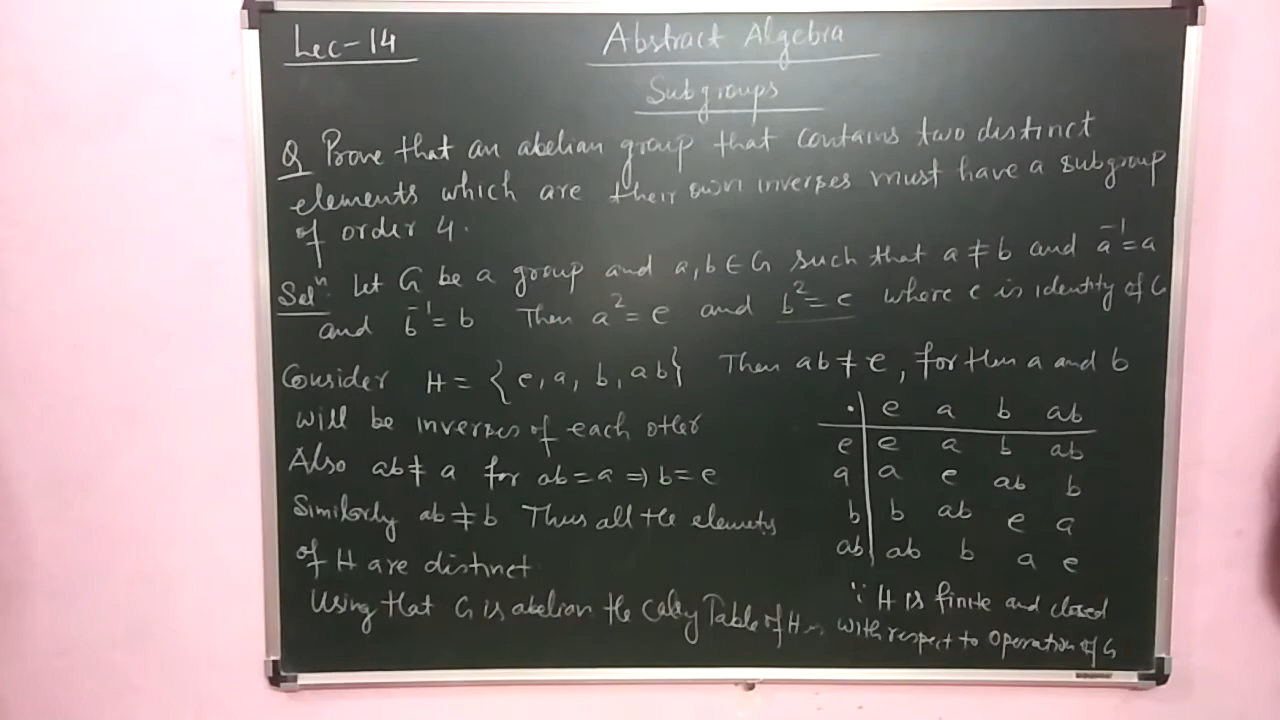 Lec-14
Abstract Algebra
Subgroups
Q Prove that an abelian group that contains two distinct
elements which are their own inverses must have a subgroup
of order 4.
Solⁿ. Let G be a group and a, b ∈ G such that a ≠ b and a⁻¹ = a
and b⁻¹ = b Then a² = e and b² = e where e is identity of G
Consider H = {e, a, b, ab} Then ab ≠ e, for then a and b
will be inverses of each other
Also ab ≠ a for ab = a ⇒ b = e
Similarly ab ≠ b Thus all the elemets
of H are distinct
Using that G is abelian the Caley Table of H is
· e a b ab
e e a b ab
a a e ab b
b b ab e a
ab ab b a e
∵ H is finite and closed
with respect to operation of G